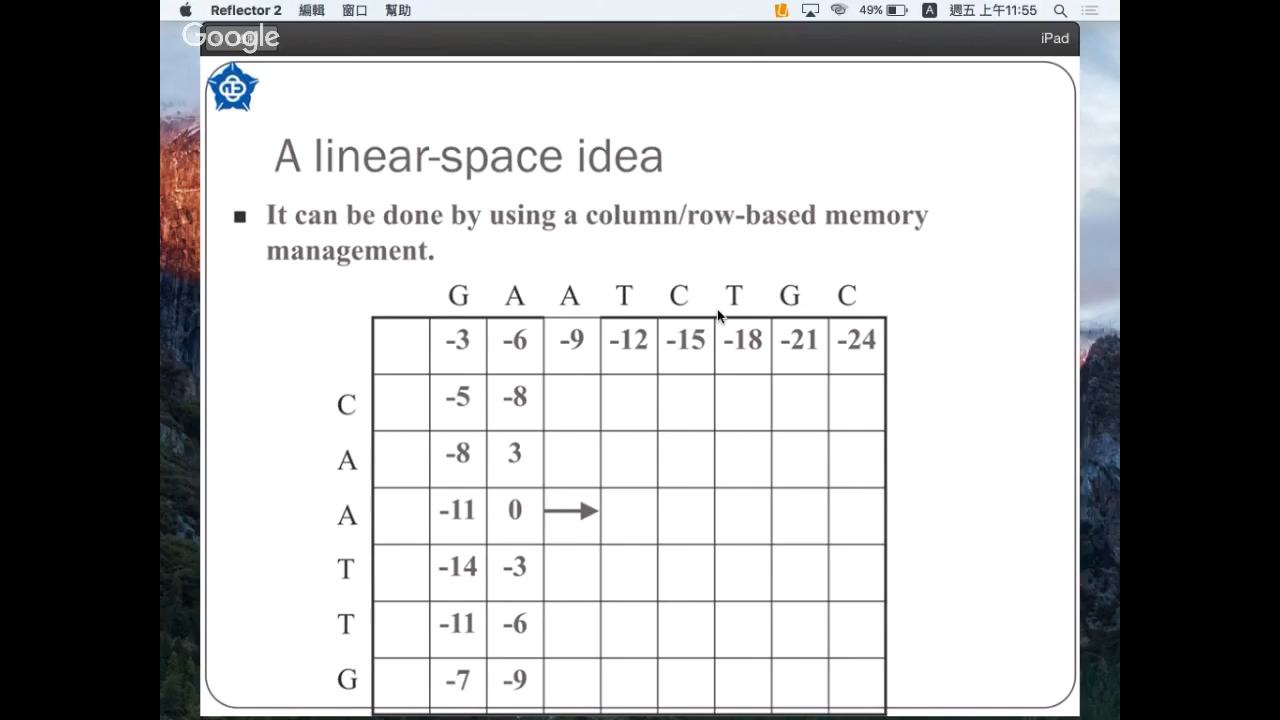 Reflector 2 編輯 窗口 幫助 49% A 週五 上午11:55
Google
iPad
A linear-space idea
It can be done by using a column/row-based memory
management.
G A A T C T G C
-3 -6 -9 -12 -15 -18 -21 -24
C -5 -8
A -8 3
A -11 0
T -14 -3
T -11 -6
G -7 -9